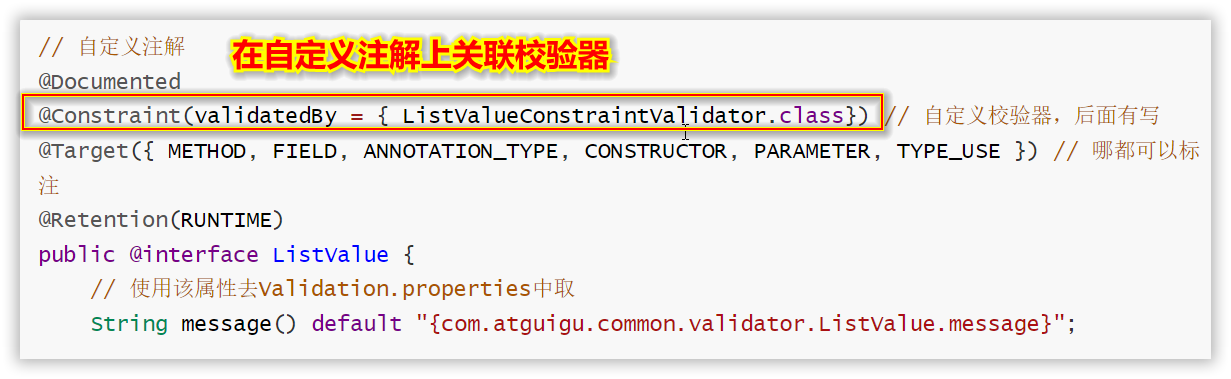 // 自定义注解
在自定义注解上关联校验器
@Documented
@Constraint(validatedBy = { ListValueConstraintValidator.class}) // 自定义校验器，后面有写
@Target({ METHOD, FIELD, ANNOTATION_TYPE, CONSTRUCTOR, PARAMETER, TYPE_USE }) // 哪都可以标
注
@Retention(RUNTIME)
public @interface ListValue {
    // 使用该属性去Validation.properties中取
    String message() default "{com.atguigu.common.validator.ListValue.message}";